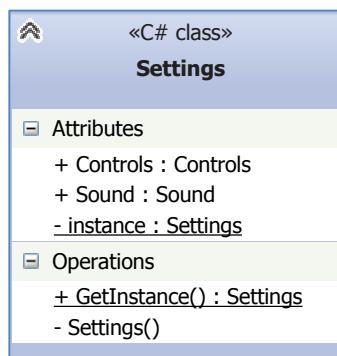 «C# class»
Settings
Attributes
+ Controls : Controls
+ Sound : Sound
- instance : Settings
Operations
+ GetInstance() : Settings
- Settings()